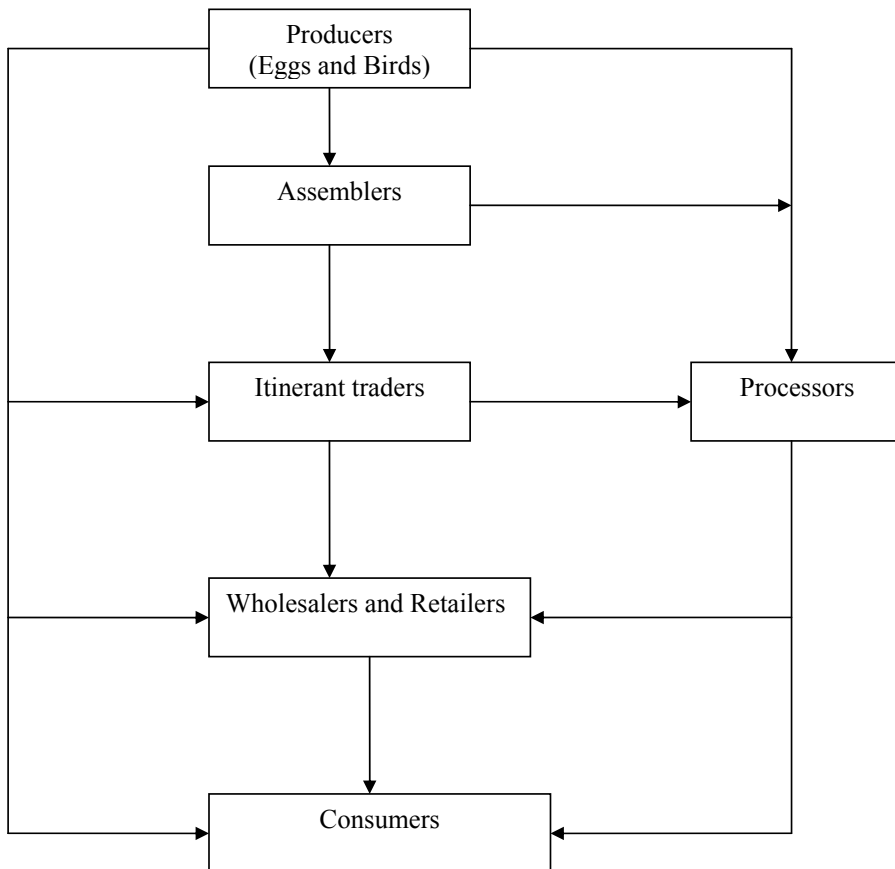 Producers
(Eggs and Birds)
Assemblers
Itinerant traders
Processors
Wholesalers and Retailers
Consumers